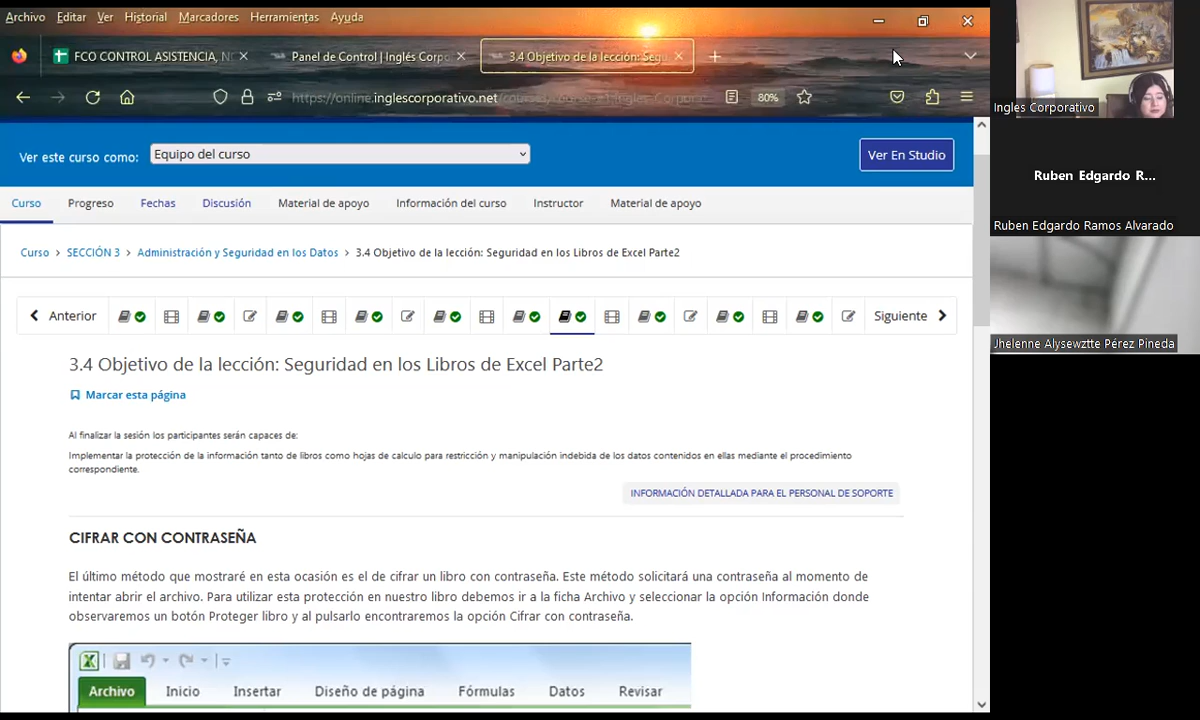 Archivo Editar Ver Historial Marcadores Herramientas Ayuda
FCO CONTROL ASISTENCIA, NO
Panel de Control | Inglés Corpo
3.4 Objetivo de la lección: Segu
https://online.inglescorporativo.net
80%
Ver este curso como:
Equipo del curso
Ver En Studio
Curso
Progreso
Fechas
Discusión
Material de apoyo
Información del curso
Instructor
Material de apoyo
Curso > SECCIÓN 3 > Administración y Seguridad en los Datos > 3.4 Objetivo de la lección: Seguridad en los Libros de Excel Parte2
Anterior
Siguiente
3.4 Objetivo de la lección: Seguridad en los Libros de Excel Parte2
Marcar esta página
Al finalizar la sesión los participantes serán capaces de:
Implementar la protección de la información tanto de libros como hojas de calculo para restricción y manipulación indebida de los datos contenidos en ellas mediante el procedimiento
correspondiente.
INFORMACIÓN DETALLADA PARA EL PERSONAL DE SOPORTE
CIFRAR CON CONTRASEÑA
El último método que mostraré en esta ocasión es el de cifrar un libro con contraseña. Este método solicitará una contraseña al momento de
intentar abrir el archivo. Para utilizar esta protección en nuestro libro debemos ir a la ficha Archivo y seleccionar la opción Información donde
observaremos un botón Proteger libro y al pulsarlo encontraremos la opción Cifrar con contraseña.
Archivo Inicio Insertar Diseño de página Fórmulas Datos Revisar
Ingles Corporativo
Ruben Edgardo R...
Ruben Edgardo Ramos Alvarado
Jhelenne Alysewztte Pérez Pineda